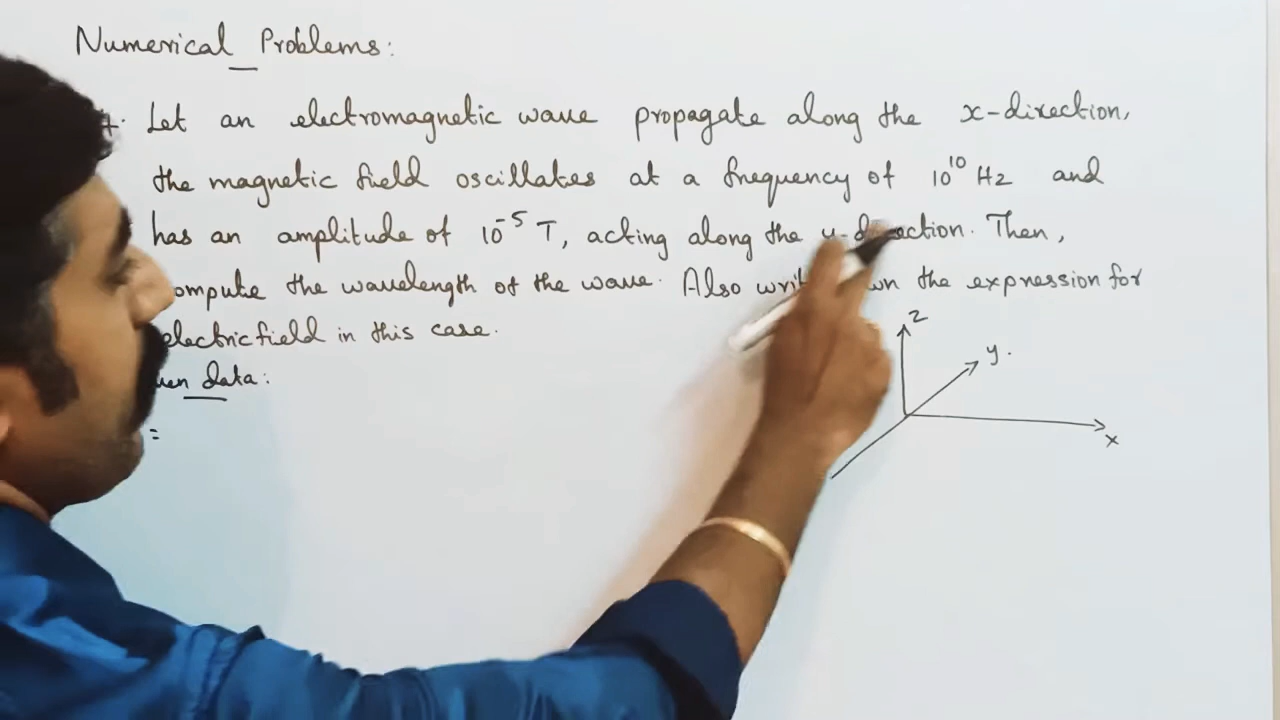 Numerical Problems:
7. Let an electromagnetic wave propagate along the x-direction,
the magnetic field oscillates at a frequency of 10¹⁰ Hz and
has an amplitude of 10⁻⁵ T, acting along the y-direction. Then,
compute the wavelength of the wave. Also write down the expression for
electric field in this case.
data:
=
z
y.
x